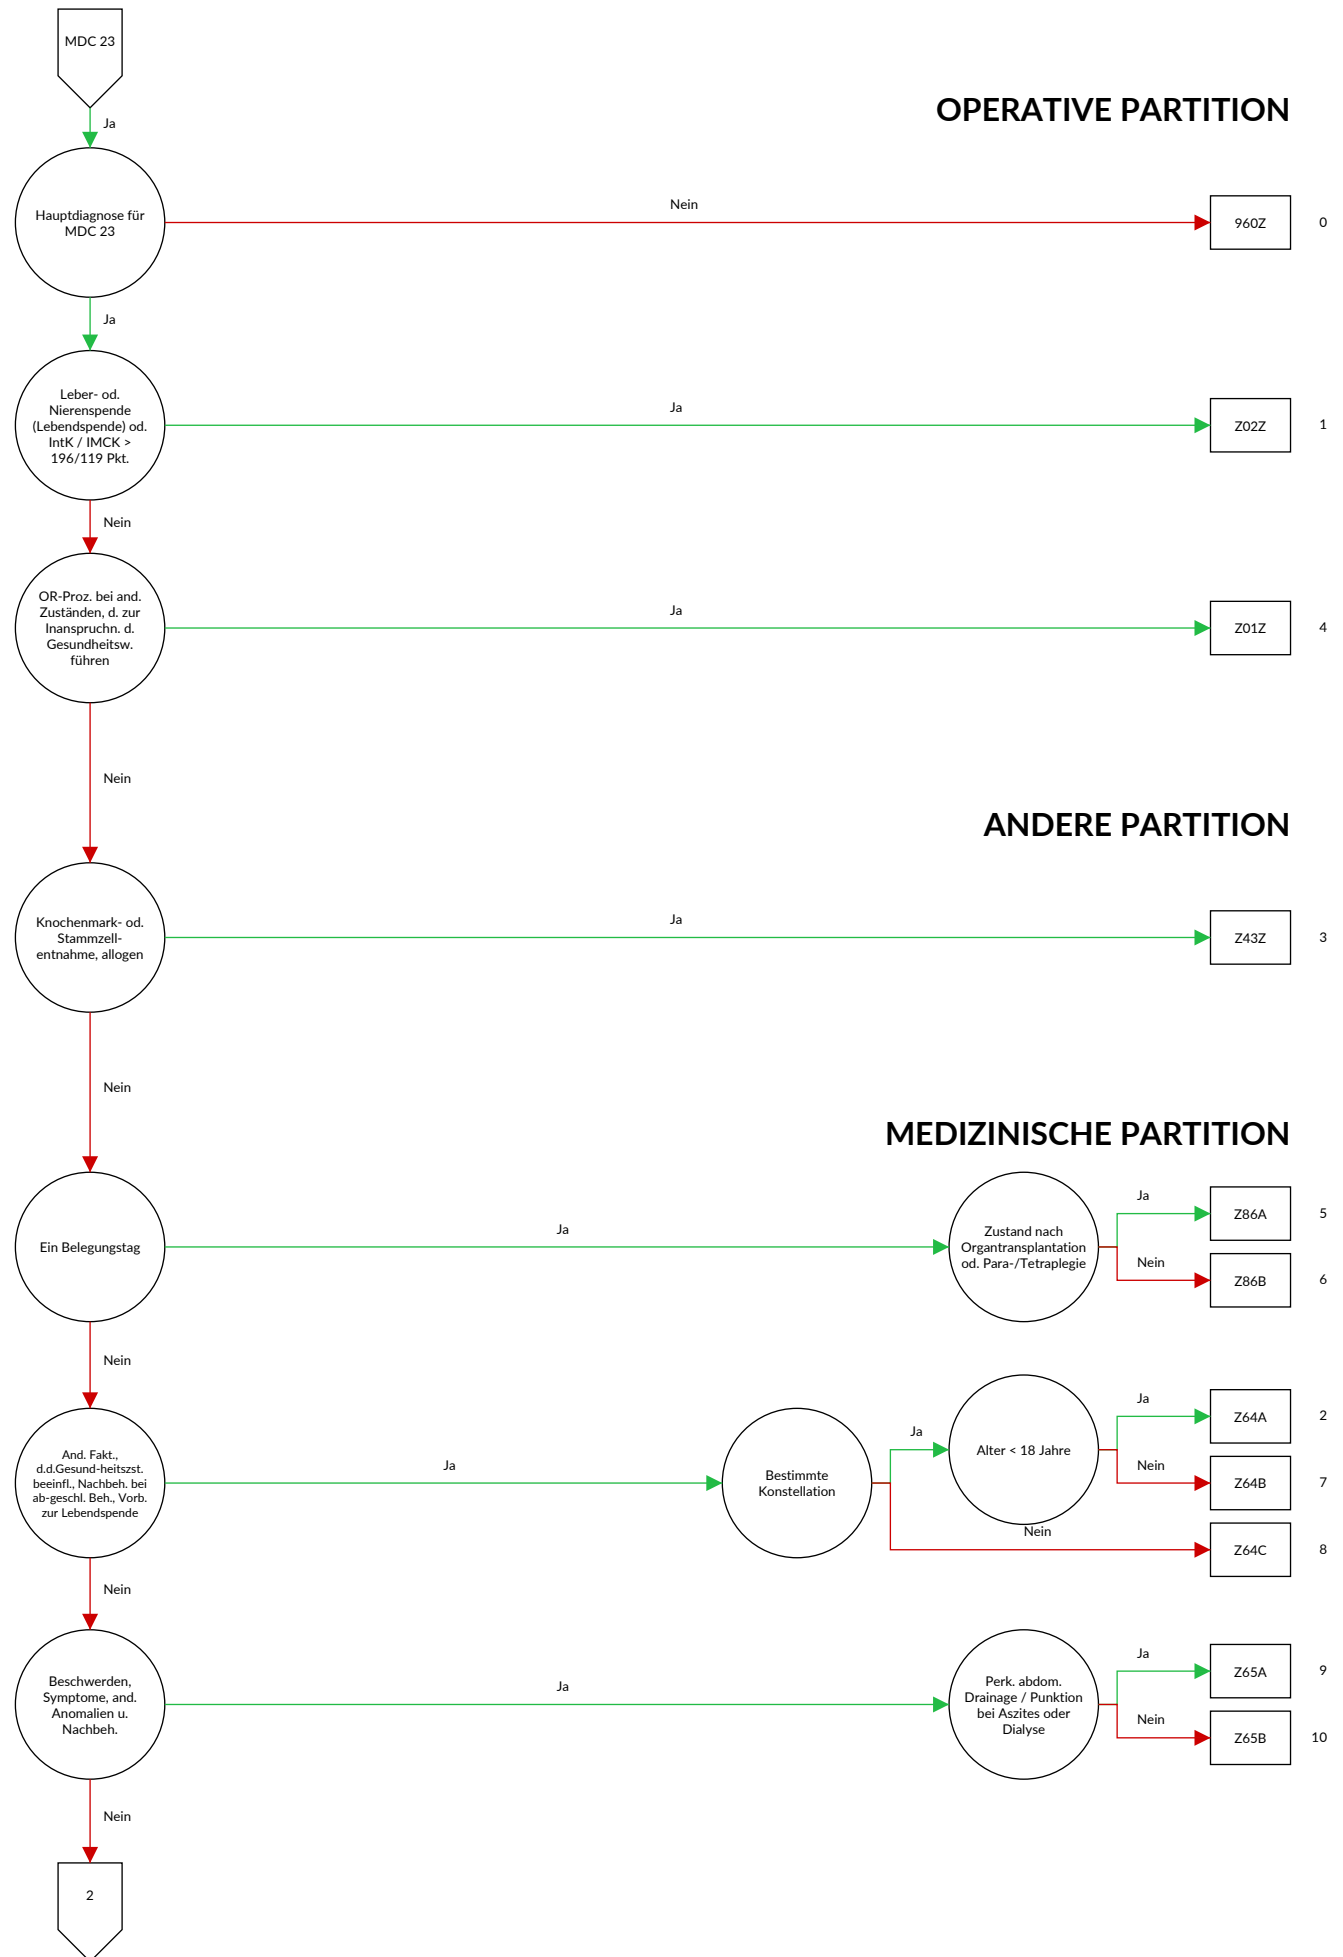 MDC 23
OPERATIVE PARTITION
Ja
Hauptdiagnose für
MDC 23
Nein
960Z
0
Ja
Leber- od.
Nierenspende
(Lebendspende) od.
IntK / IMCK >
196/119 Pkt.
Ja
Z02Z
1
Nein
OR-Proz. bei and.
Zuständen, d. zur
Inanspruchn. d.
Gesundheitsw.
führen
Ja
Z01Z
4
Nein
ANDERE PARTITION
Knochenmark- od.
Stammzell-
entnahme, allogen
Ja
Z43Z
3
Nein
MEDIZINISCHE PARTITION
Ein Belegungstag
Ja
Zustand nach
Organtransplantation
od. Para-/Tetraplegie
Ja
Z86A
5
Nein
Z86B
6
Nein
And. Fakt.,
d.d.Gesund-heitszst.
beeinfl., Nachbeh. bei
ab-geschl. Beh., Vorb.
zur Lebendspende
Ja
Bestimmte
Konstellation
Ja
Alter < 18 Jahre
Ja
Z64A
2
Nein
Z64B
7
Nein
Z64C
8
Nein
Beschwerden,
Symptome, and.
Anomalien u.
Nachbeh.
Ja
Perk. abdom.
Drainage / Punktion
bei Aszites oder
Dialyse
Ja
Z65A
9
Nein
Z65B
10
Nein
2